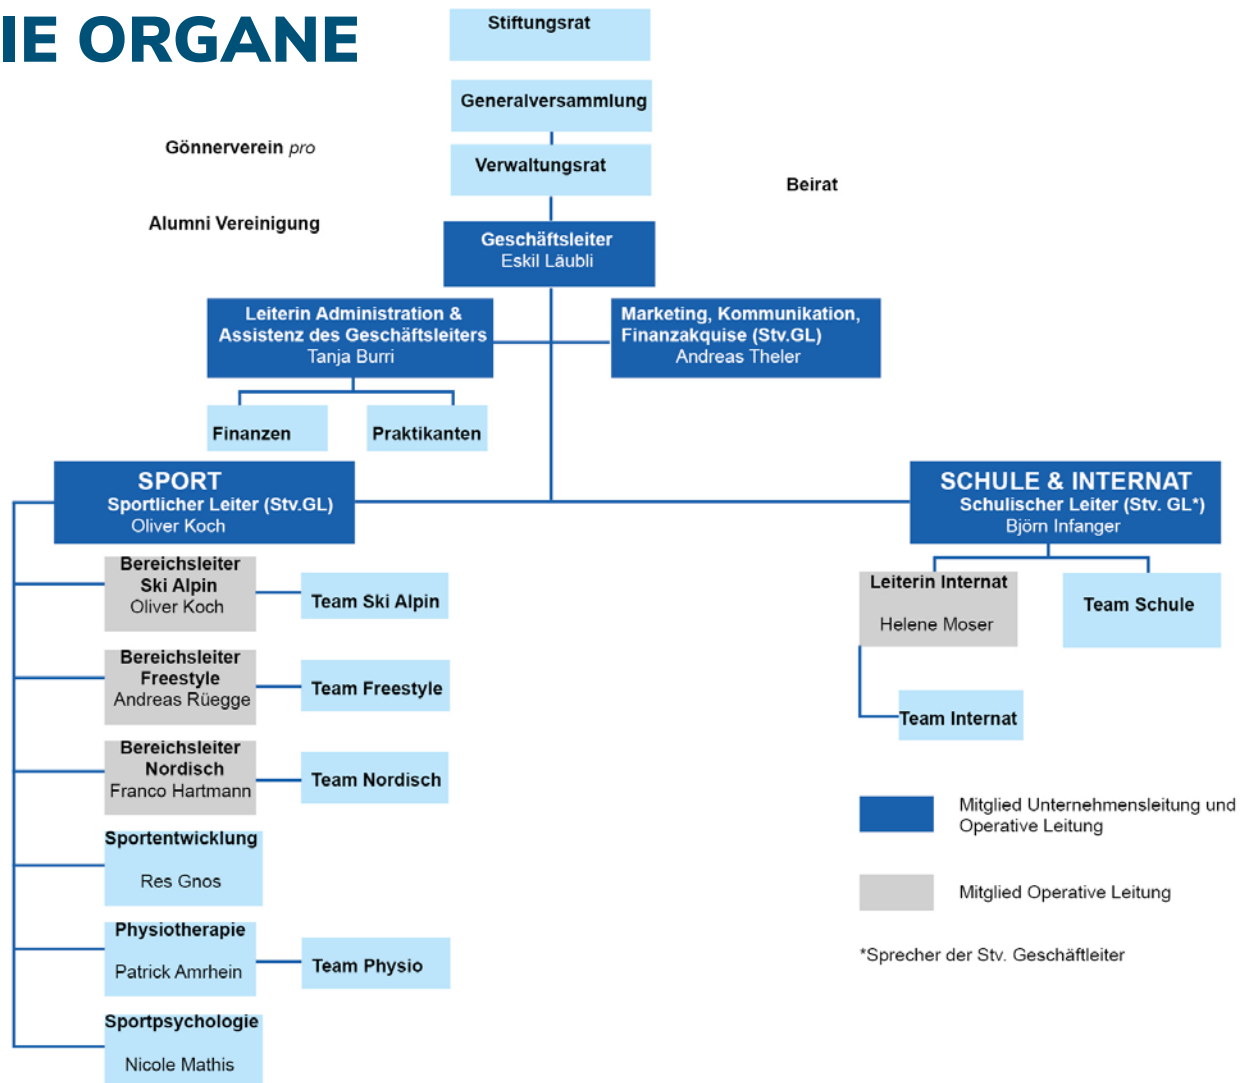 IE ORGANE
Stiftungsrat
Generalversammlung
Gönnerverein pro
Verwaltungsrat
Beirat
Alumni Vereinigung
Geschäftsleiter
Eskil Läubli
Leiterin Administration &
Assistenz des Geschäftsleiters
Tanja Burri
Marketing, Kommunikation,
Finanzakquise (Stv.GL)
Andreas Theler
Finanzen
Praktikanten
SPORT
Sportlicher Leiter (Stv.GL)
Oliver Koch
SCHULE & INTERNAT
Schulischer Leiter (Stv. GL*)
Björn Infanger
Bereichsleiter
Ski Alpin
Oliver Koch
Team Ski Alpin
Leiterin Internat
Helene Moser
Team Schule
Bereichsleiter
Freestyle
Andreas Rüegge
Team Freestyle
Team Internat
Bereichsleiter
Nordisch
Franco Hartmann
Team Nordisch
Sportentwicklung
Res Gnos
Physiotherapie
Patrick Amrhein
Team Physio
Sportpsychologie
Nicole Mathis
Mitglied Unternehmensleitung und
Operative Leitung
Mitglied Operative Leitung
*Sprecher der Stv. Geschäftleiter